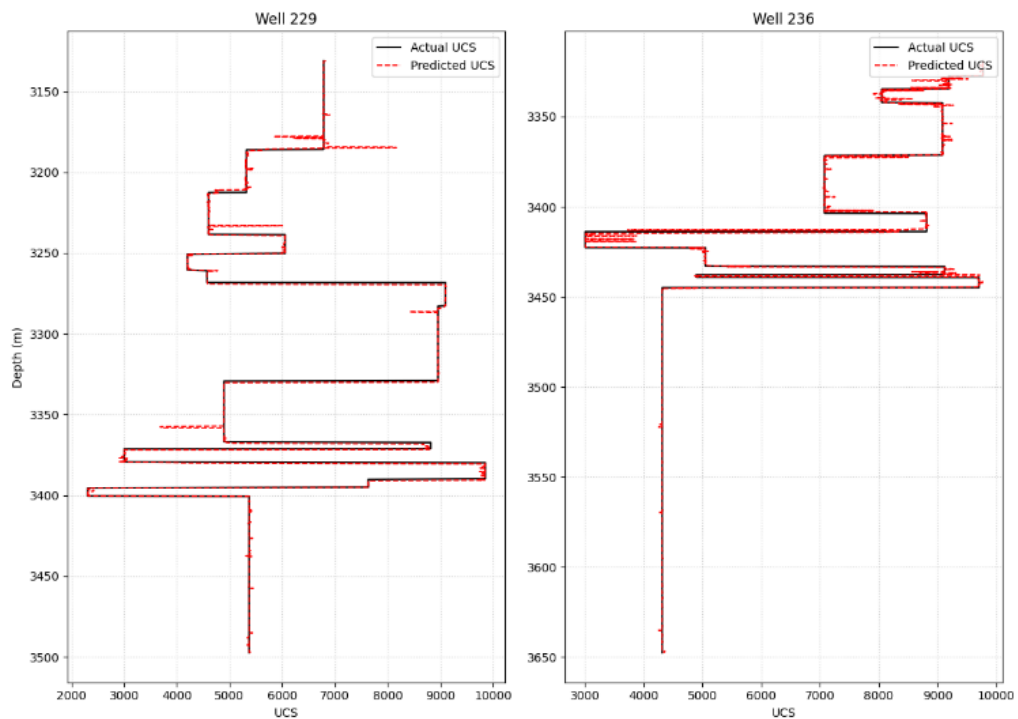 Well 229
Actual UCS
Predicted UCS
3150
3200
3250
3300
3350
3400
3450
3500
Depth (m)
2000 3000 4000 5000 6000 7000 8000 9000 10000
UCS
Well 236
Actual UCS
Predicted UCS
3350
3400
3450
3500
3550
3600
3650
3000 4000 5000 6000 7000 8000 9000 10000
UCS